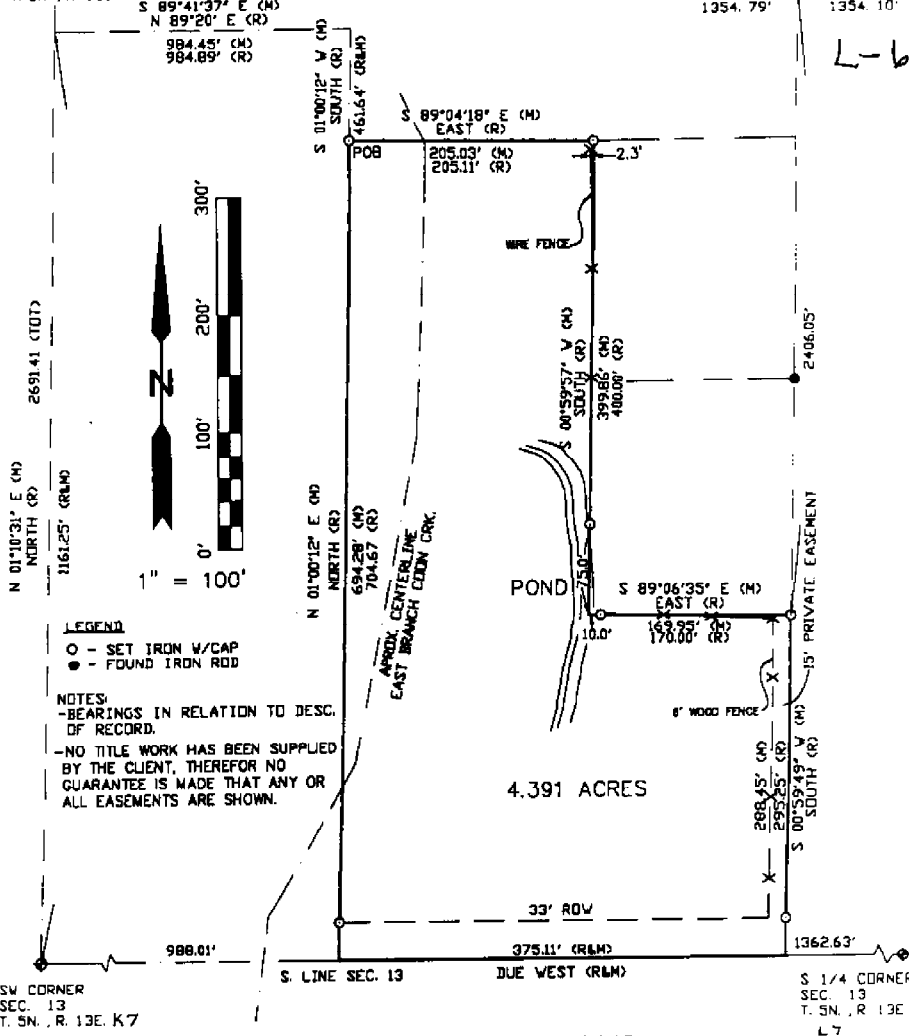 S 89°41'37" E (M)
N 89°20' E (R)
984.45' (M)
984.89' (R)
1354.79'
1354.10'
L-6
S 01°00'12" W (M)
SOUTH (R)
461.64' (R&M)
S 89°04'18" E (M)
EAST (R)
205.03' (M)
205.11' (R)
POB
2.3'
WIRE FENCE
300'
200'
100'
0'
N
1" = 100'
2691.41 (TOT)
N 01°10'31" E (M)
NORTH (R)
1161.25' (R&M)
N 01°00'12" E (M)
NORTH (R)
694.28' (M)
704.67 (R)
APROX. CENTERLINE
EAST BRANCH COON CRK.
S 00°59'57" W (M)
SOUTH (R)
399.86' (M)
400.00' (R)
2406.05'
15' PRIVATE EASEMENT
POND
75.0'
10.0'
S 89°06'35" E (M)
EAST (R)
169.95' (M)
170.00' (R)
6' WOOD FENCE
288.45' (M)
295.25' (R)
S 00°59'49" W (M)
SOUTH (R)
LEGEND
O - SET IRON W/CAP
● - FOUND IRON ROD
NOTES:
-BEARINGS IN RELATION TO DESC.
OF RECORD.
-NO TITLE WORK HAS BEEN SUPPLIED
BY THE CLIENT, THEREFOR NO
GUARANTEE IS MADE THAT ANY OR
ALL EASEMENTS ARE SHOWN.
4.391 ACRES
33' ROW
988.01'
375.11' (R&M)
1362.63'
S. LINE SEC. 13
DUE WEST (R&M)
SW CORNER
SEC. 13
T. 5N., R. 13E. K7
S 1/4 CORNER
SEC. 13
T. 5N., R 13E
L7